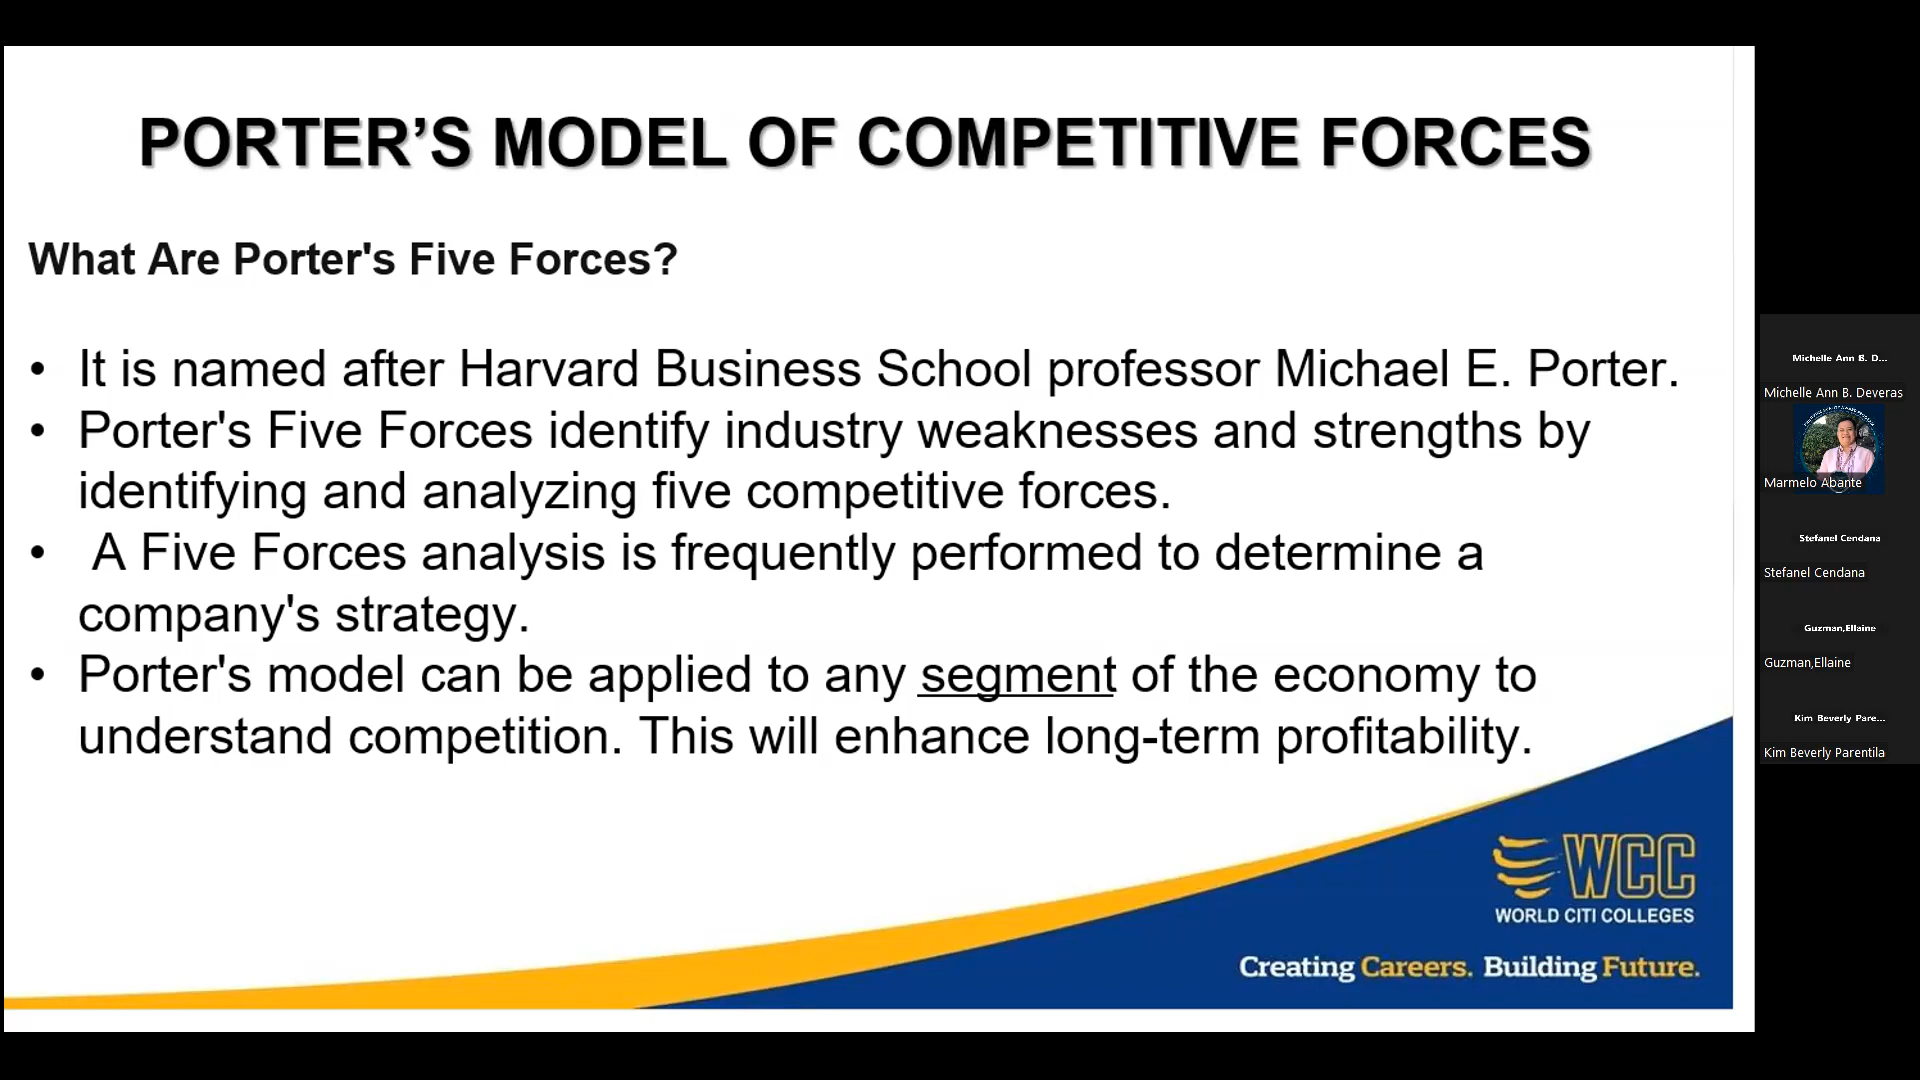 PORTER’S MODEL OF COMPETITIVE FORCES
What Are Porter's Five Forces?
• It is named after Harvard Business School professor Michael E. Porter.
• Porter's Five Forces identify industry weaknesses and strengths by
identifying and analyzing five competitive forces.
• A Five Forces analysis is frequently performed to determine a
company's strategy.
• Porter's model can be applied to any segment of the economy to
understand competition. This will enhance long-term profitability.
WCC
WORLD CITI COLLEGES
Creating Careers. Building Future.
Michelle Ann B. D...
Michelle Ann B. Deveras
Marmelo Abante
Stefanel Cendana
Stefanel Cendana
Guzman,Ellaine
Guzman,Ellaine
Kim Beverly Pare...
Kim Beverly Parentila